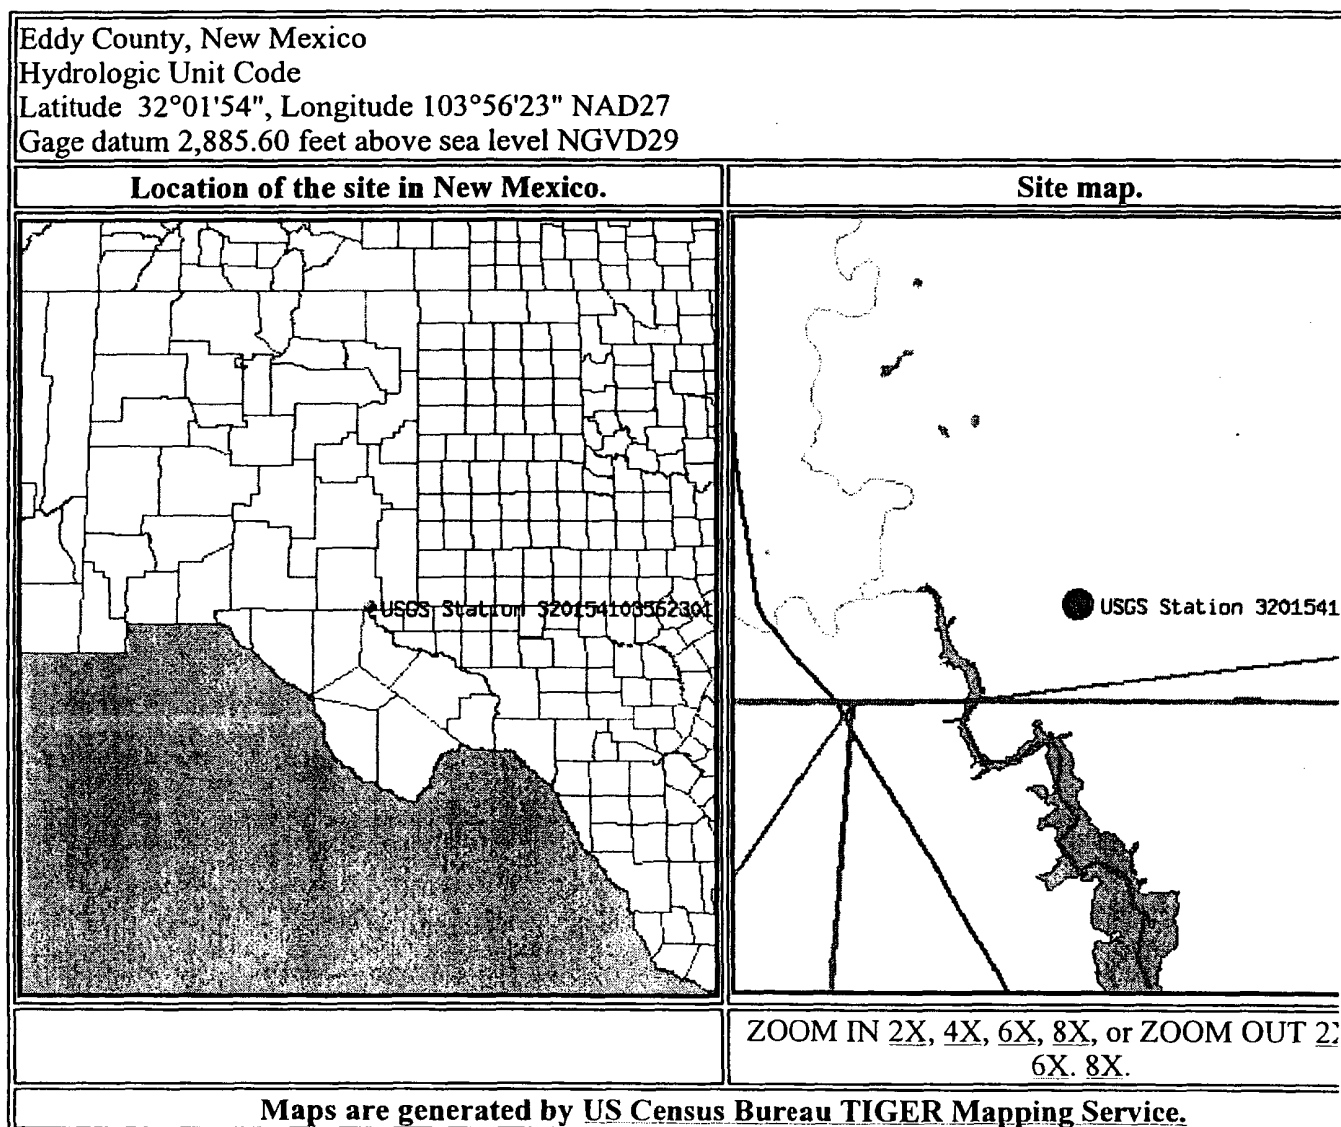 Eddy County, New Mexico
Hydrologic Unit Code
Latitude 32°01'54", Longitude 103°56'23" NAD27
Gage datum 2,885.60 feet above sea level NGVD29
Location of the site in New Mexico.
Site map.
USGS Station 320154103562301
USGS Station 3201541
ZOOM IN 2X, 4X, 6X, 8X, or ZOOM OUT
6X. 8X.
Maps are generated by US Census Bureau TIGER Mapping Service.